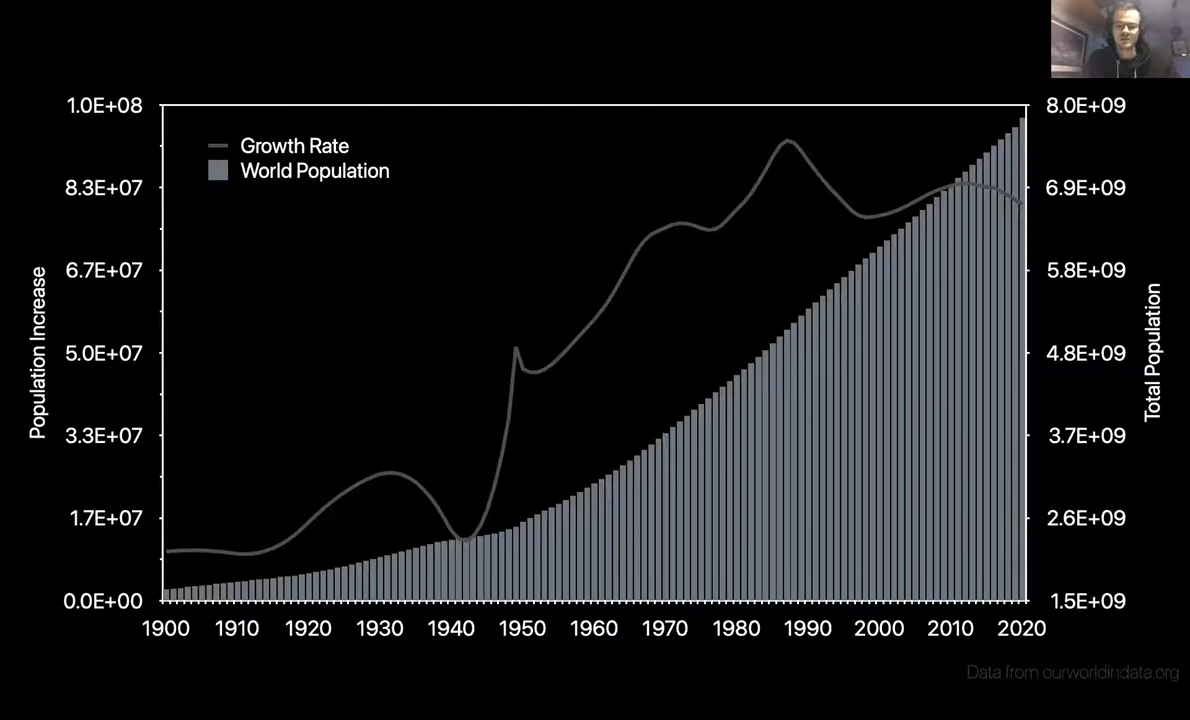 1.0E+08
8.3E+07
6.7E+07
5.0E+07
3.3E+07
1.7E+07
0.0E+00
Population Increase
Growth Rate
World Population
8.0E+09
6.9E+09
5.8E+09
4.8E+09
3.7E+09
2.6E+09
1.5E+09
Total Population
1900 1910 1920 1930 1940 1950 1960 1970 1980 1990 2000 2010 2020
Data from ourworldindata.org